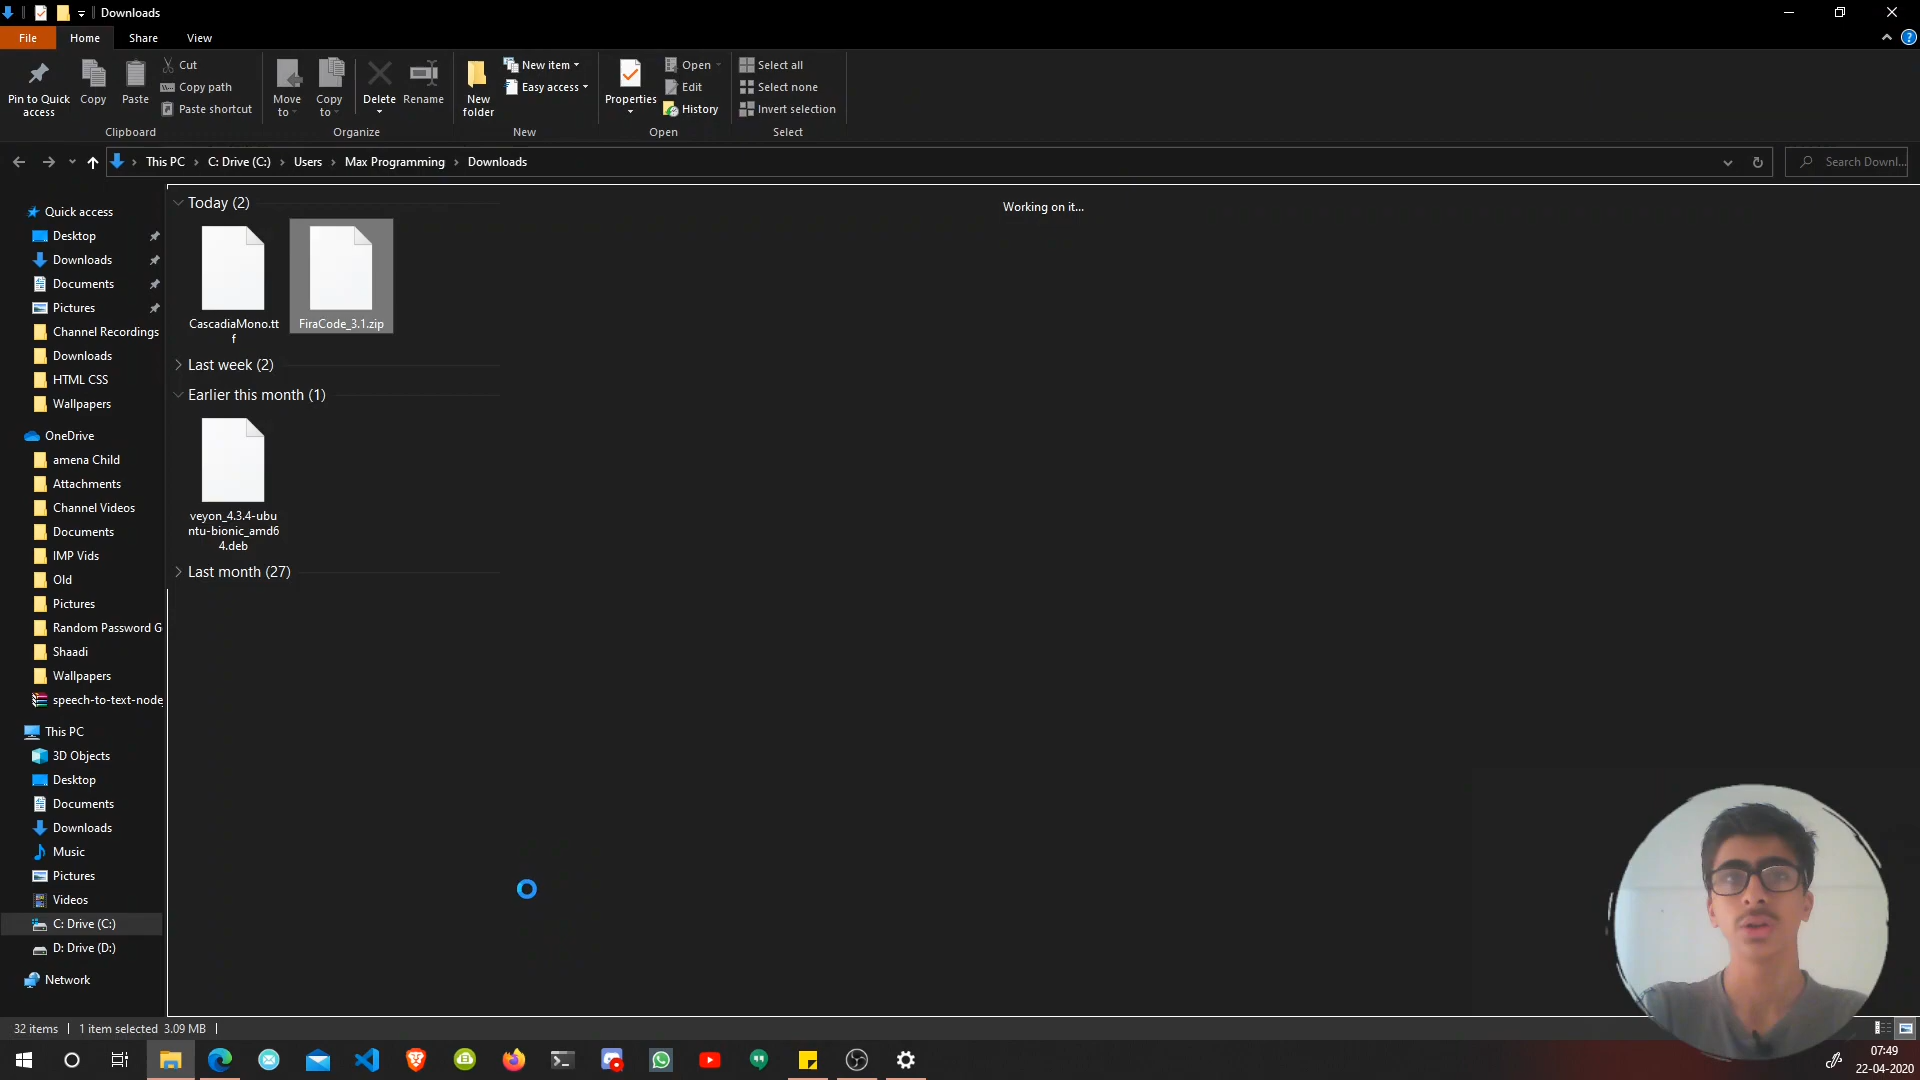 Downloads
File
Home
Share
View
Pin to Quick
access
Copy
Paste
Cut
Copy path
Paste shortcut
Clipboard
Move
to
Copy
to
Delete
Rename
Organize
New
folder
New item
Easy access
New
Properties
Open
Edit
History
Open
Select all
Select none
Invert selection
Select
This PC
C: Drive (C:)
Users
Max Programming
Downloads
Search Downl...
Quick access
Desktop
Downloads
Documents
Pictures
Channel Recordings
Downloads
HTML CSS
Wallpapers
OneDrive
amena Child
Attachments
Channel Videos
Documents
IMP Vids
Old
Pictures
Random Password G
Shaadi
Wallpapers
speech-to-text-node
This PC
3D Objects
Desktop
Documents
Downloads
Music
Pictures
Videos
C: Drive (C:)
D: Drive (D:)
Network
Today (2)
Working on it...
CascadiaMono.tt
f
FiraCode_3.1.zip
Last week (2)
Earlier this month (1)
veyon_4.3.4-ubu
ntu-bionic_amd6
4.deb
Last month (27)
32 items
1 item selected 3.09 MB
07:49
22-04-2020